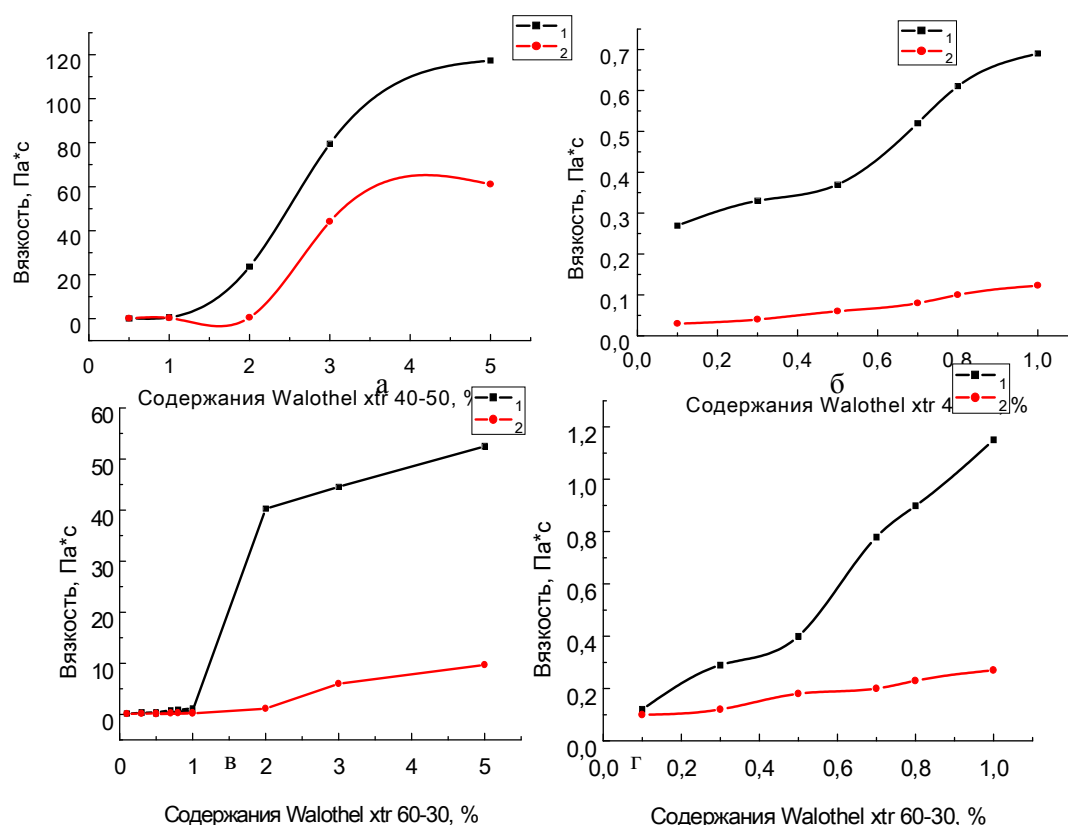 1
2
120
100
80
60
40
20
0
Вязкость, Па*с
0 1 2 3 4 5
а
Содержания Walothel xtr 40-50, %
1
2
0,7
0,6
0,5
0,4
0,3
0,2
0,1
0,0
Вязкость, Па*с
0,0 0,2 0,4 0,6 0,8 1,0
б
Содержания Walothel xtr 4 %
1
2
60
50
40
30
20
10
0
Вязкость, Па*с
0 1 2 3 4 5
в
Содержания Walothel xtr 60-30, %
1
2
1,2
1,0
0,8
0,6
0,4
0,2
0,0
Вязкость, Па*с
0,0 0,2 0,4 0,6 0,8 1,0
г
Содержания Walothel xtr 60-30, %